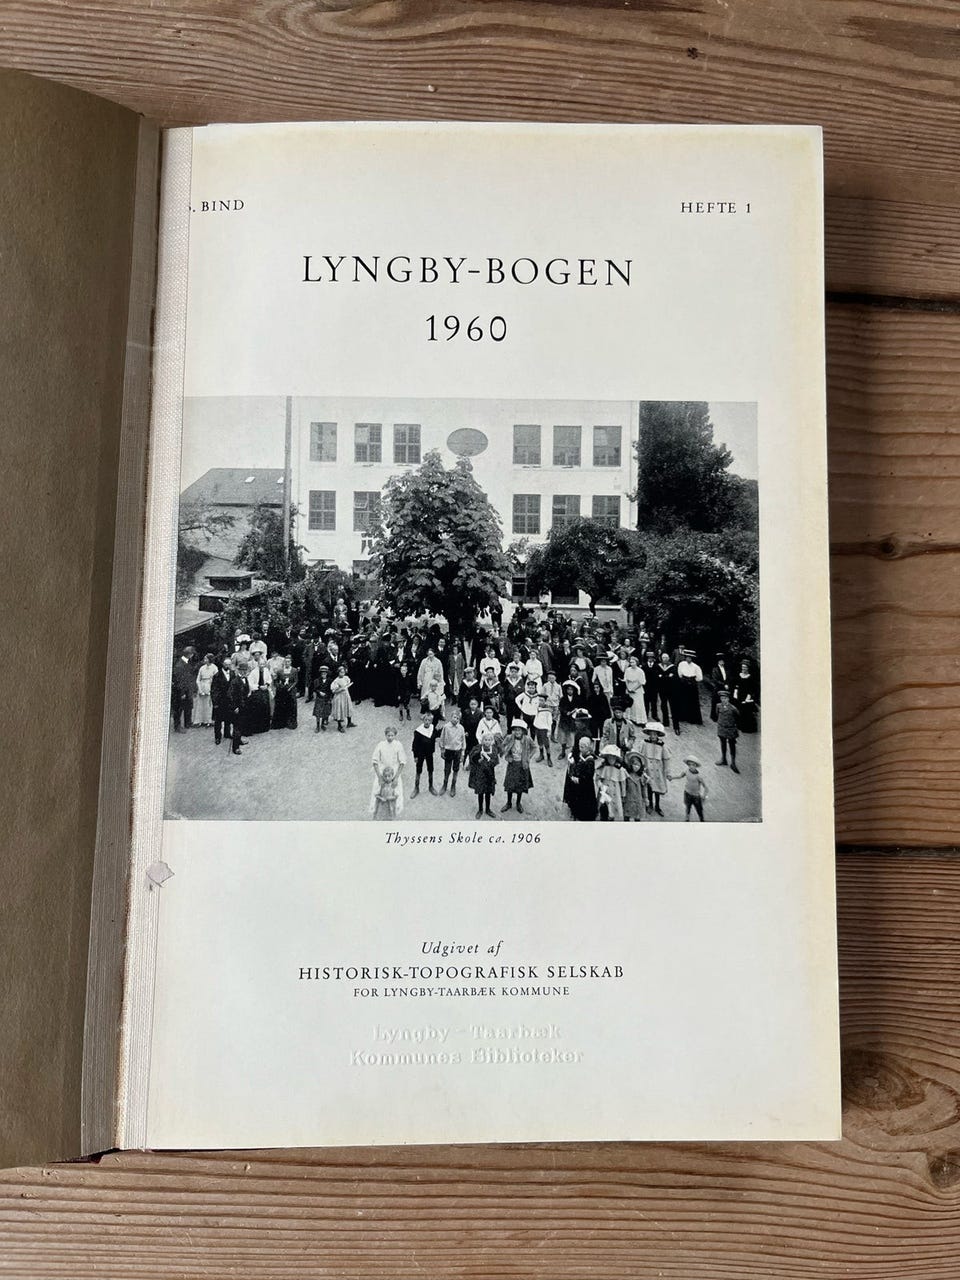 . BIND
HEFTE 1
LYNGBY-BOGEN
1960
Thyssens Skole ca. 1906
Udgivet af
HISTORISK-TOPOGRAFISK SELSKAB
FOR LYNGBY-TAARBÆK KOMMUNE
Lyngby - Taarbæk
Kommunes Biblioteker